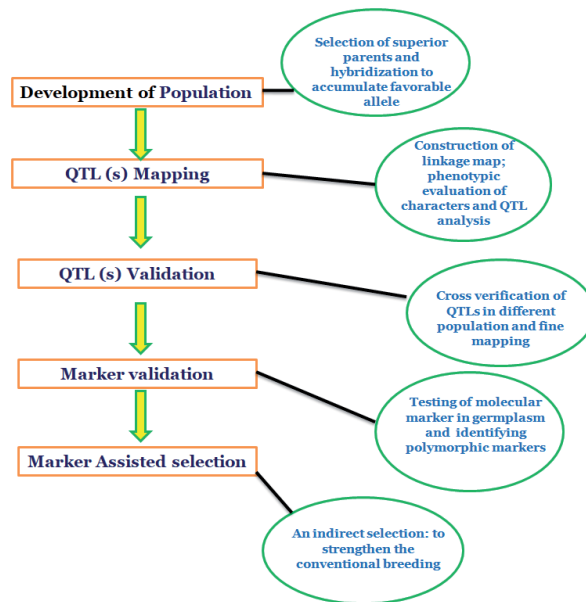 Selection of superior
parents and
hybridization to
accumulate favorable
allele
Development of Population
Construction of
linkage map;
phenotypic
evaluation of
characters and QTL
analysis
QTL (s) Mapping
QTL (s) Validation
Cross verification of
QTLs in different
population and fine
mapping
Marker validation
Testing of molecular
marker in germplasm
and identifying
polymorphic markers
Marker Assisted selection
An indirect selection: to
strengthen the
conventional breeding